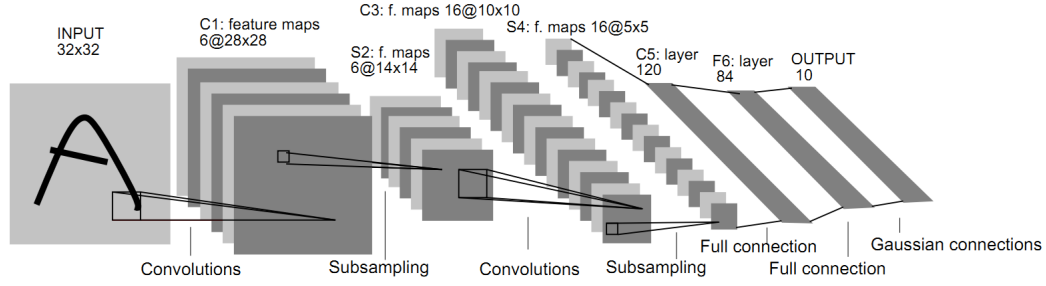 INPUT
32x32
C1: feature maps
6@28x28
S2: f. maps
6@14x14
C3: f. maps 16@10x10
S4: f. maps 16@5x5
C5: layer
120
F6: layer
84
OUTPUT
10
Convolutions
Subsampling
Convolutions
Subsampling
Full connection
Full connection
Gaussian connections